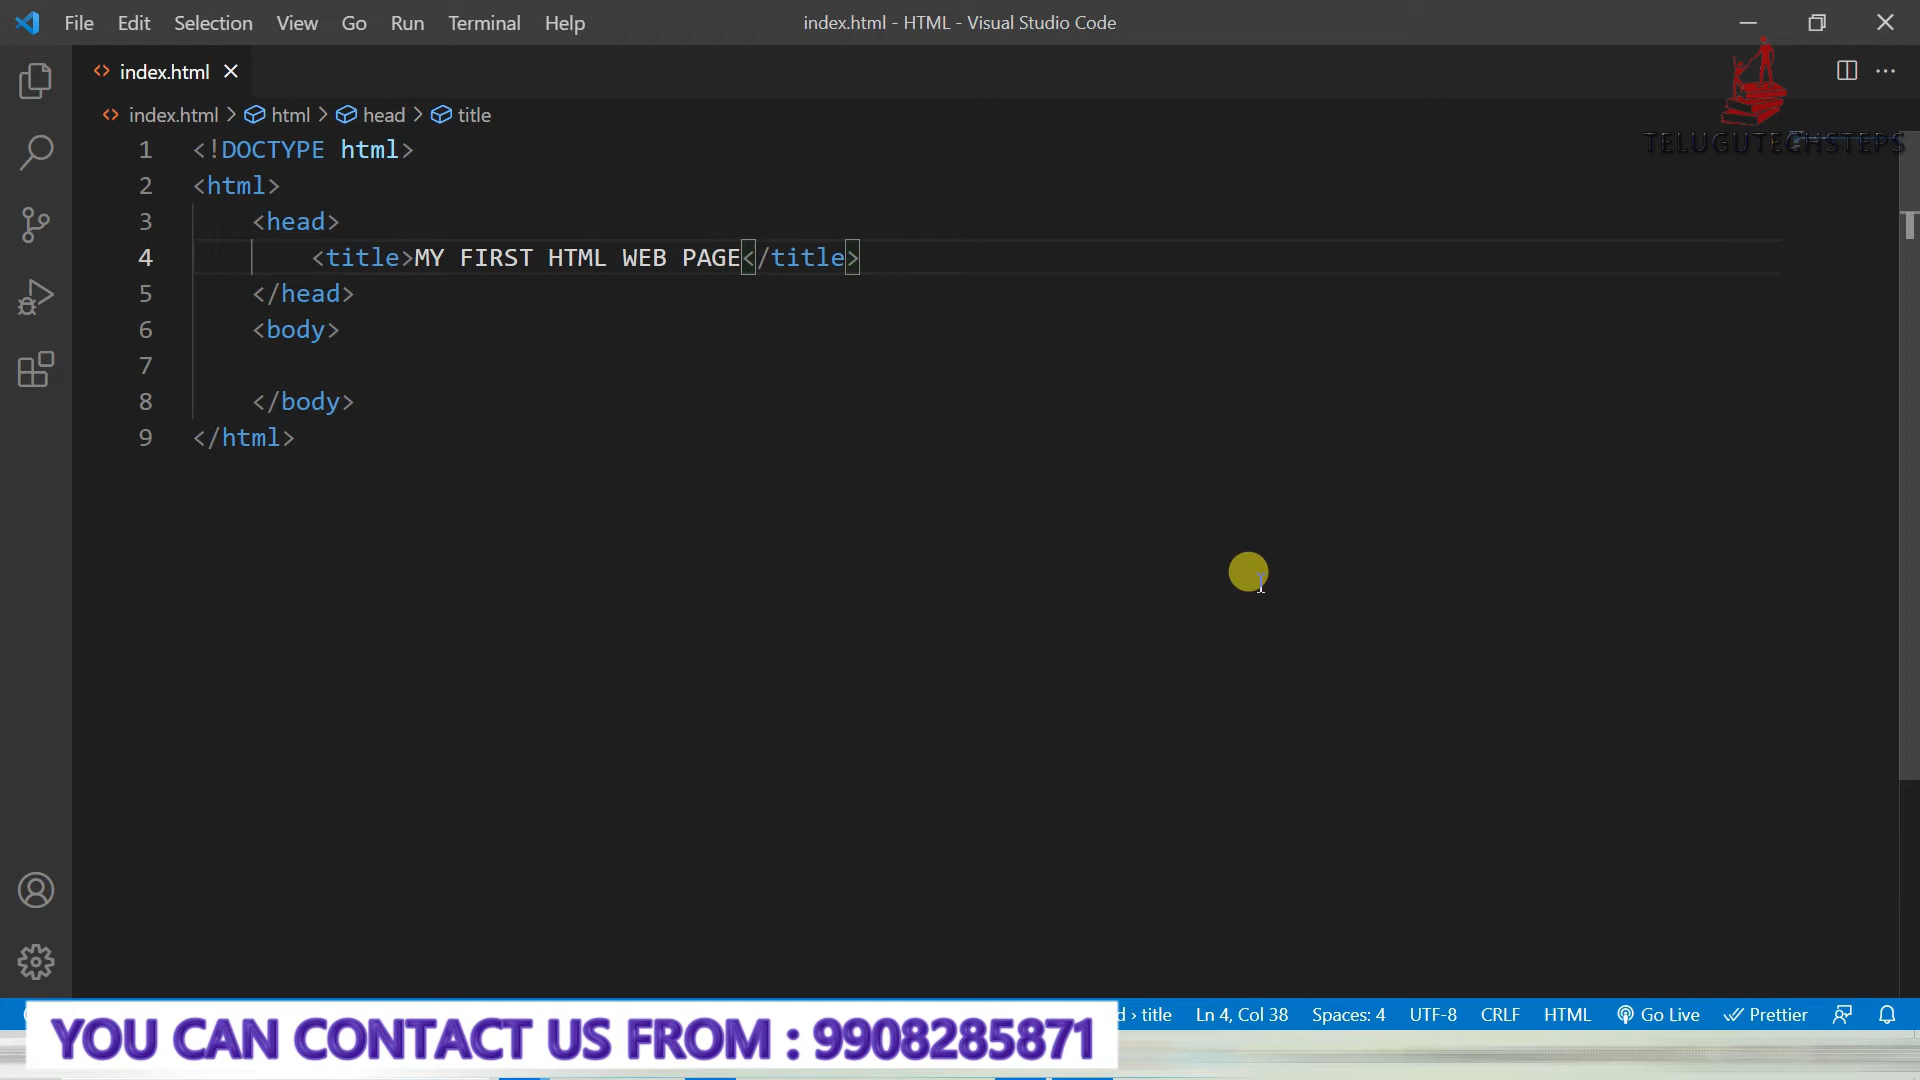 File Edit Selection View Go Run Terminal Help index.html - HTML - Visual Studio Code
index.html
TELUGUTECHSTEPS
index.html > html > head > title
1 <!DOCTYPE html>
2 <html>
3 <head>
4 <title>MY FIRST HTML WEB PAGE</title>
5 </head>
6 <body>
7
8 </body>
9 </html>
d › title Ln 4, Col 38 Spaces: 4 UTF-8 CRLF HTML Go Live Prettier
YOU CAN CONTACT US FROM : 9908285871